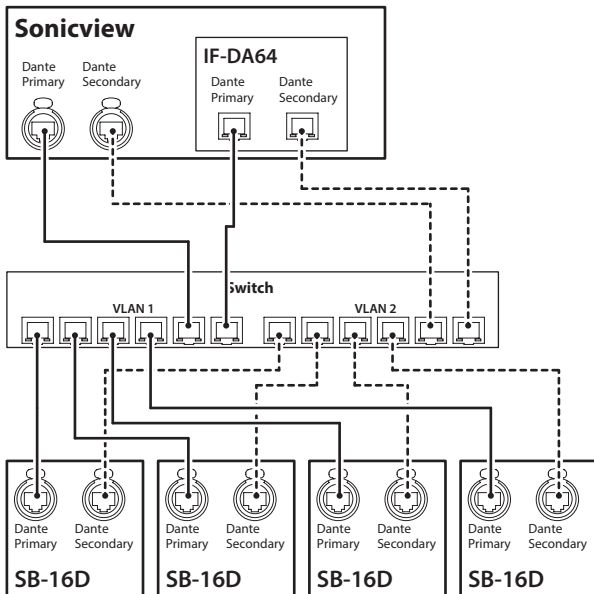 Sonicview
IF-DA64
Dante
Primary
Dante
Secondary
Dante
Primary
Dante
Secondary
Switch
VLAN 1
VLAN 2
Dante
Primary
Dante
Secondary
SB-16D
Dante
Primary
Dante
Secondary
SB-16D
Dante
Primary
Dante
Secondary
SB-16D
Dante
Primary
Dante
Secondary
SB-16D